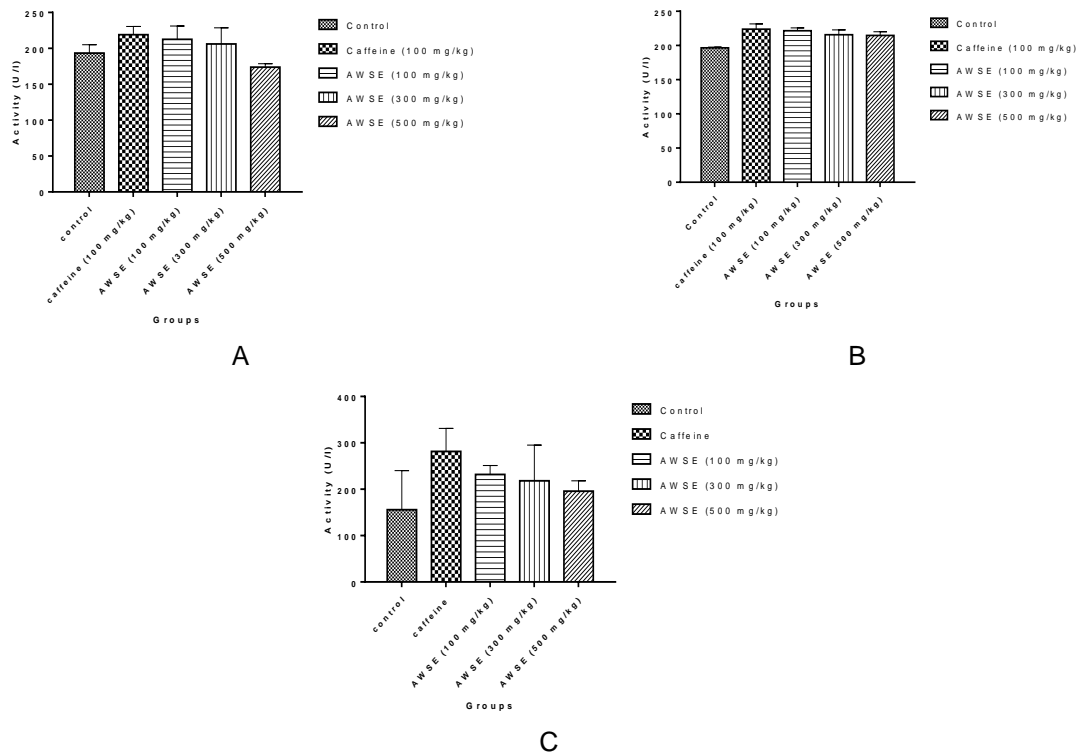 250
200
150
100
50
0
Activity (U/l)
control
caffeine (100 mg/kg)
AWSE (100 mg/kg)
AWSE (300 mg/kg)
AWSE (500 mg/kg)
Groups
Control
Caffeine (100 mg/kg)
AWSE (100 mg/kg)
AWSE (300 mg/kg)
AWSE (500 mg/kg)
A
250
200
150
100
50
0
Activity (U/l)
Control
caffeine (100 mg/kg)
AWSE (100 mg/kg)
AWSE (300 mg/kg)
AWSE (500 mg/kg)
Groups
Control
Caffeine (100 mg/kg)
AWSE (100 mg/kg)
AWSE (300 mg/kg)
AWSE (500 mg/kg)
B
400
300
200
100
0
Activity (U/l)
control
caffeine
AWSE (100 mg/kg)
AWSE (300 mg/kg)
AWSE (500 mg/kg)
Groups
Control
Caffeine
AWSE (100 mg/kg)
AWSE (300 mg/kg)
AWSE (500 mg/kg)
C